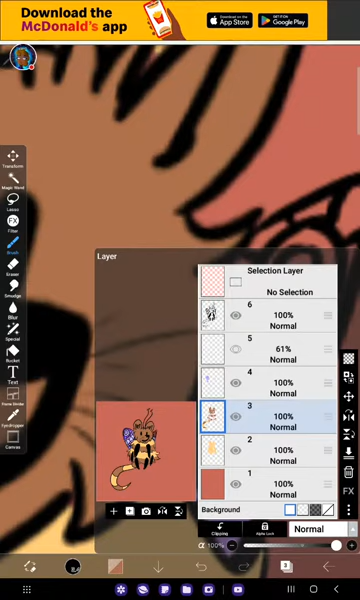 Download the
McDonald's app
Download on the
App Store
GET IT ON
Google Play
Transform
Magic Wand
Lasso
FX
Filter
Brush
Eraser
Smudge
Blur
Special
Bucket
T
Text
Frame Divider
Eyedropper
Canvas
Layer
Selection Layer
No Selection
6
100%
Normal
5
61%
Normal
4
100%
Normal
3
100%
Normal
2
100%
Normal
1
100%
Normal
Background
Clipping
Alpha Lock
Normal
α 100%
FX
3